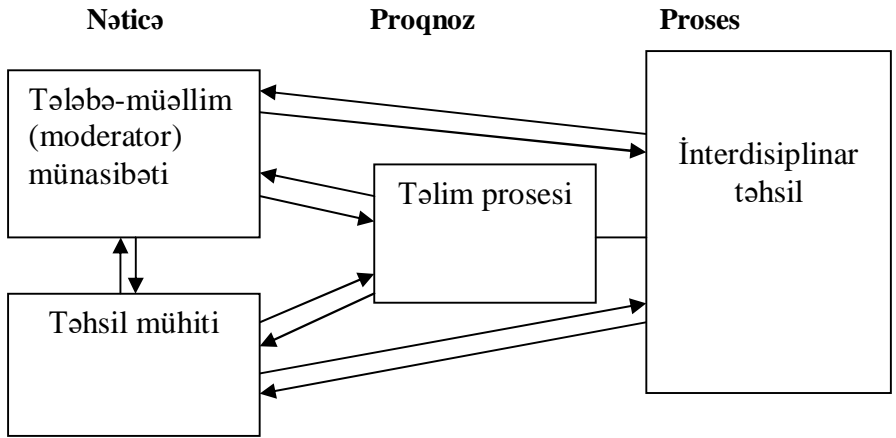 Nəticə Proqnoz Proses
Tələbə-müəllim
(moderator)
münasibəti
Təlim prosesi
İnterdisiplinar
təhsil
Təhsil mühiti